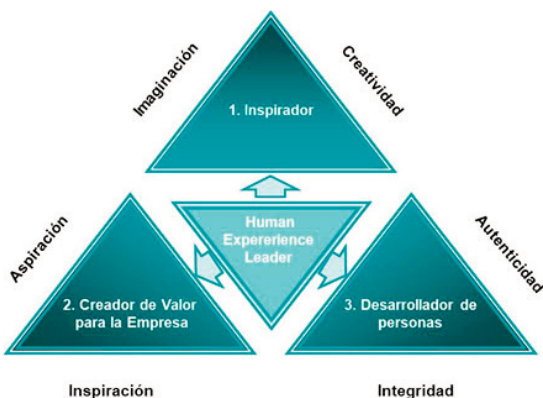 Imaginación
Creatividad
1. Inspirador
Aspiración
Human
Expererience
Leader
Autenticidad
2. Creador de Valor
para la Empresa
3. Desarrollador de
personas
Inspiración
Integridad